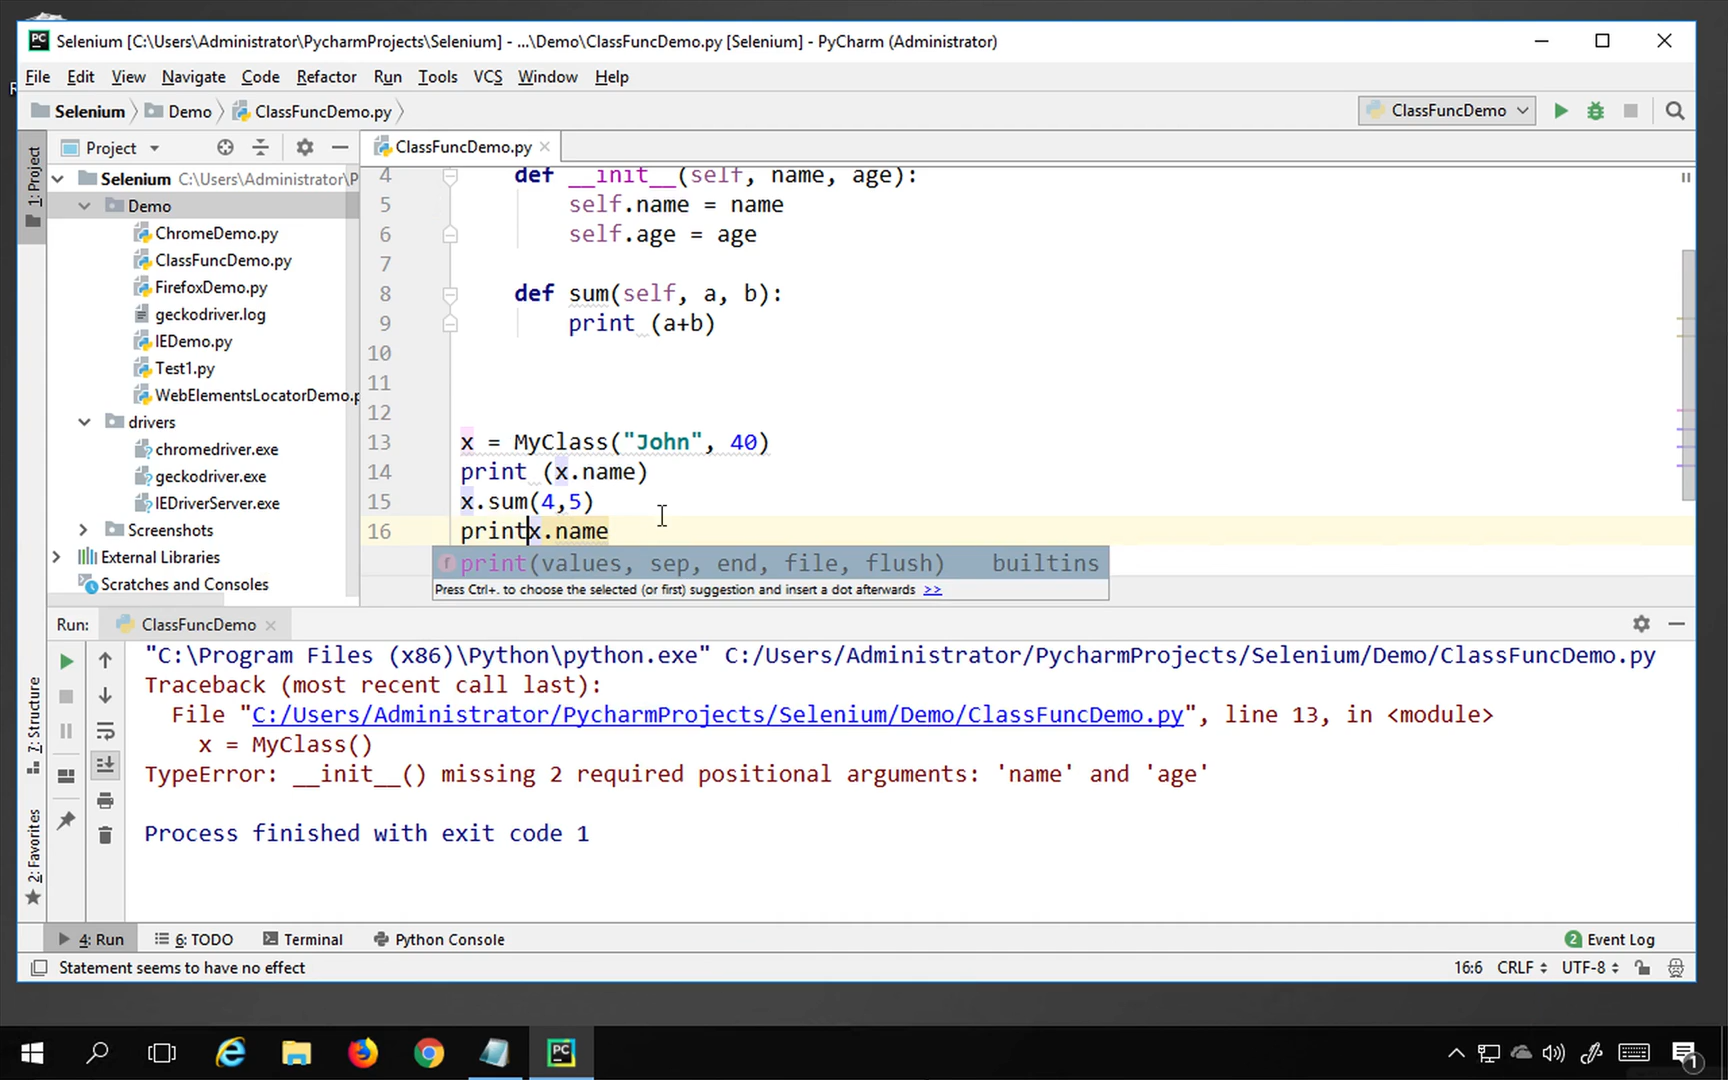 PC Selenium [C:\Users\Administrator\PycharmProjects\Selenium] - ...\Demo\ClassFuncDemo.py [Selenium] - PyCharm (Administrator)
File Edit View Navigate Code Refactor Run Tools VCS Window Help
Selenium Demo ClassFuncDemo.py ClassFuncDemo
1: Project
Project
ClassFuncDemo.py
Selenium C:\Users\Administrator\P
Demo
ChromeDemo.py
ClassFuncDemo.py
FirefoxDemo.py
geckodriver.log
IEDemo.py
Test1.py
WebElementsLocatorDemo.p
drivers
chromedriver.exe
geckodriver.exe
IEDriverServer.exe
Screenshots
External Libraries
Scratches and Consoles
4 def __init__(self, name, age):
5 self.name = name
6 self.age = age
7
8 def sum(self, a, b):
9 print (a+b)
10
11
12
13 x = MyClass("John", 40)
14 print (x.name)
15 x.sum(4,5)
16 printx.name
f print(values, sep, end, file, flush) builtins
Press Ctrl+. to choose the selected (or first) suggestion and insert a dot afterwards >>
Run: ClassFuncDemo
7: Structure
2: Favorites
"C:\Program Files (x86)\Python\python.exe" C:/Users/Administrator/PycharmProjects/Selenium/Demo/ClassFuncDemo.py
Traceback (most recent call last):
File "C:/Users/Administrator/PycharmProjects/Selenium/Demo/ClassFuncDemo.py", line 13, in <module>
x = MyClass()
TypeError: __init__() missing 2 required positional arguments: 'name' and 'age'
Process finished with exit code 1
4: Run 6: TODO Terminal Python Console 2 Event Log
Statement seems to have no effect 16:6 CRLF UTF-8
PC 1